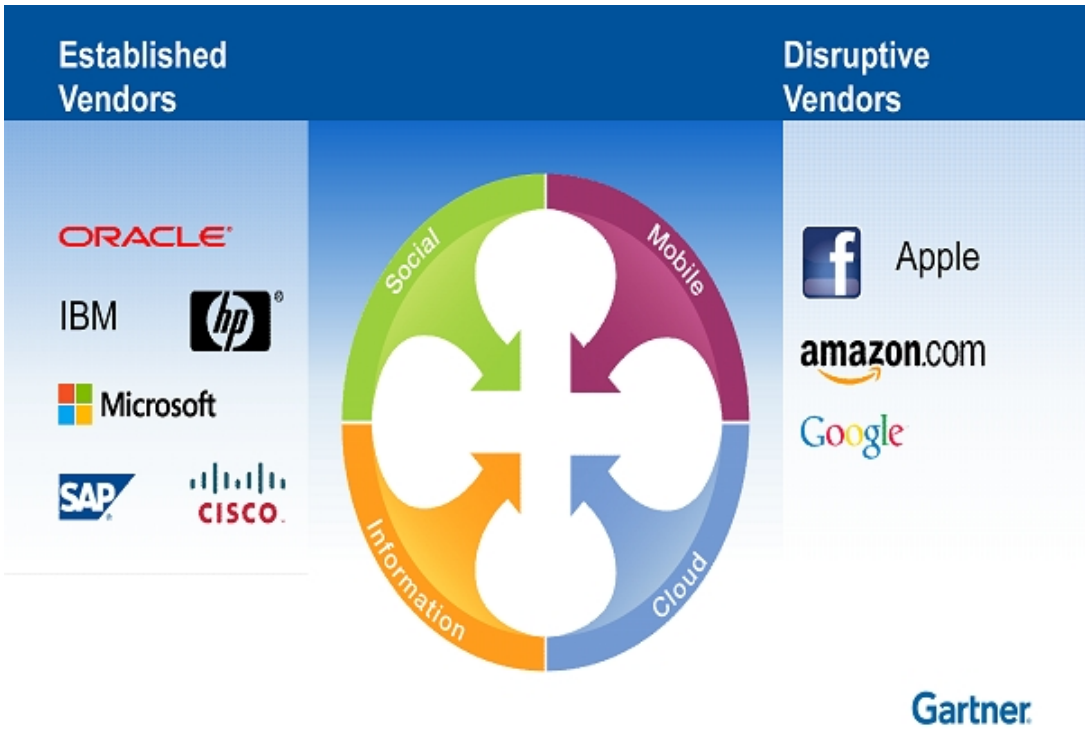 Established
Vendors
Disruptive
Vendors
ORACLE®
IBM
hp®
Microsoft
SAP®
CISCO.
Social
Mobile
Information
Cloud
f
Apple
amazon.com
Google
Gartner.